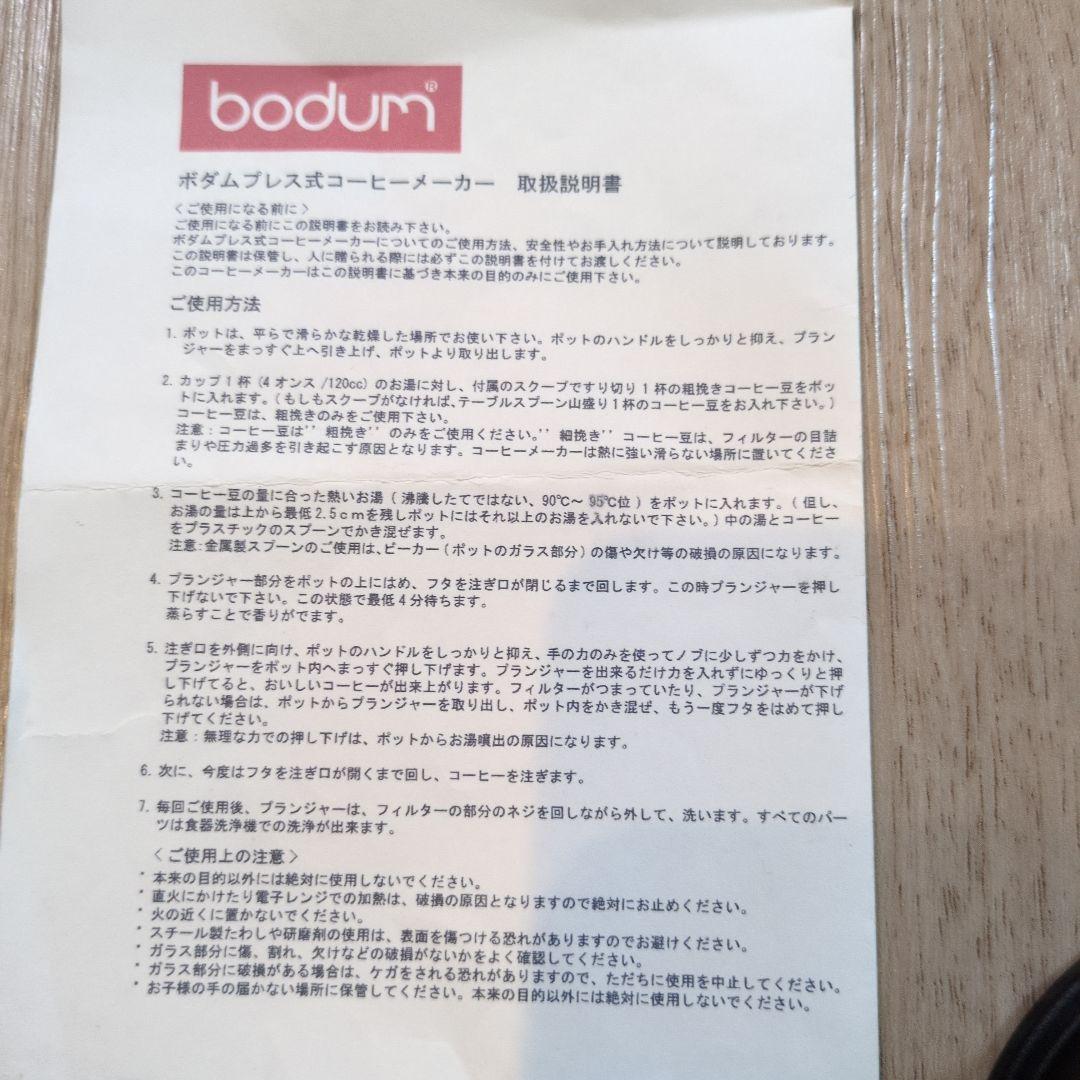 bodum®
ボダムプレス式コーヒーメーカー 取扱説明書
＜ご使用になる前に＞
ご使用になる前にこの説明書をお読み下さい。
ボダムプレス式コーヒーメーカーについてのご使用方法、安全性やお手入れ方法について説明しております。
この説明書は保管し、人に贈られる際には必ずこの説明書を付けてお渡しください。
このコーヒーメーカーはこの説明書に基づき本来の目的のみにご使用下さい。
ご使用方法
1. ポットは、平らで滑らかな乾燥した場所でお使い下さい。ポットのハンドルをしっかりと抑え、プラン
ジャーをまっすぐ上へ引き上げ、ポットより取り出します。
2. カップ1杯（4オンス/120cc）のお湯に対し、付属のスクープですり切り1杯の粗挽きコーヒー豆をポッ
トに入れます。（もしもスクープがなければ、テーブルスプーン山盛り1杯のコーヒー豆をお入れ下さい。）
コーヒー豆は、粗挽きのみをご使用下さい。
注意：コーヒー豆は''粗挽き''のみをご使用ください。''細挽き''コーヒー豆は、フィルターの目詰
まりや圧力過多を引き起こす原因となります。コーヒーメーカーは熱に強い滑らない場所に置いてくださ
い。
3. コーヒー豆の量に合った熱いお湯（沸騰したてではない、90℃～95℃位）をポットに入れます。（但し、
お湯の量は上から最低2.5cmを残しポットにはそれ以上のお湯を入れないで下さい。）中の湯とコーヒー
をプラスチックのスプーンでかき混ぜます。
注意：金属製スプーンのご使用は、ビーカー（ポットのガラス部分）の傷や欠け等の破損の原因になります。
4. プランジャー部分をポットの上にはめ、フタを注ぎ口が閉じるまで回します。この時プランジャーを押し
下げないで下さい。この状態で最低4分待ちます。
蒸らすことで香りがでます。
5. 注ぎ口を外側に向け、ポットのハンドルをしっかりと抑え、手の力のみを使ってノブに少しずつ力をかけ、
プランジャーをポット内へまっすぐ押し下げます。プランジャーを出来るだけ力を入れずにゆっくりと押
し下げてると、おいしいコーヒーが出来上がります。フィルターがつまっていたり、プランジャーが下げ
られない場合は、ポットからプランジャーを取り出し、ポット内をかき混ぜ、もう一度フタをはめて押し
下げてください。
注意：無理な力での押し下げは、ポットからお湯噴出の原因になります。
6. 次に、今度はフタを注ぎ口が開くまで回し、コーヒーを注ぎます。
7. 毎回ご使用後、プランジャーは、フィルターの部分のネジを回しながら外して、洗います。すべてのパー
ツは食器洗浄機での洗浄が出来ます。
＜ご使用上の注意＞
* 本来の目的以外には絶対に使用しないでください。
* 直火にかけたり電子レンジでの加熱は、破損の原因となりますので絶対にお止めください。
* 火の近くに置かないでください。
* スチール製たわしや研磨剤の使用は、表面を傷つける恐れがありますのでお避けください。
* ガラス部分に傷、割れ、欠けなどの破損がないかをよく確認してください。
* ガラス部分に破損がある場合は、ケガをされる恐れがありますので、ただちに使用を中止してください。
* お子様の手の届かない場所に保管してください。本来の目的以外には絶対に使用しないでください。